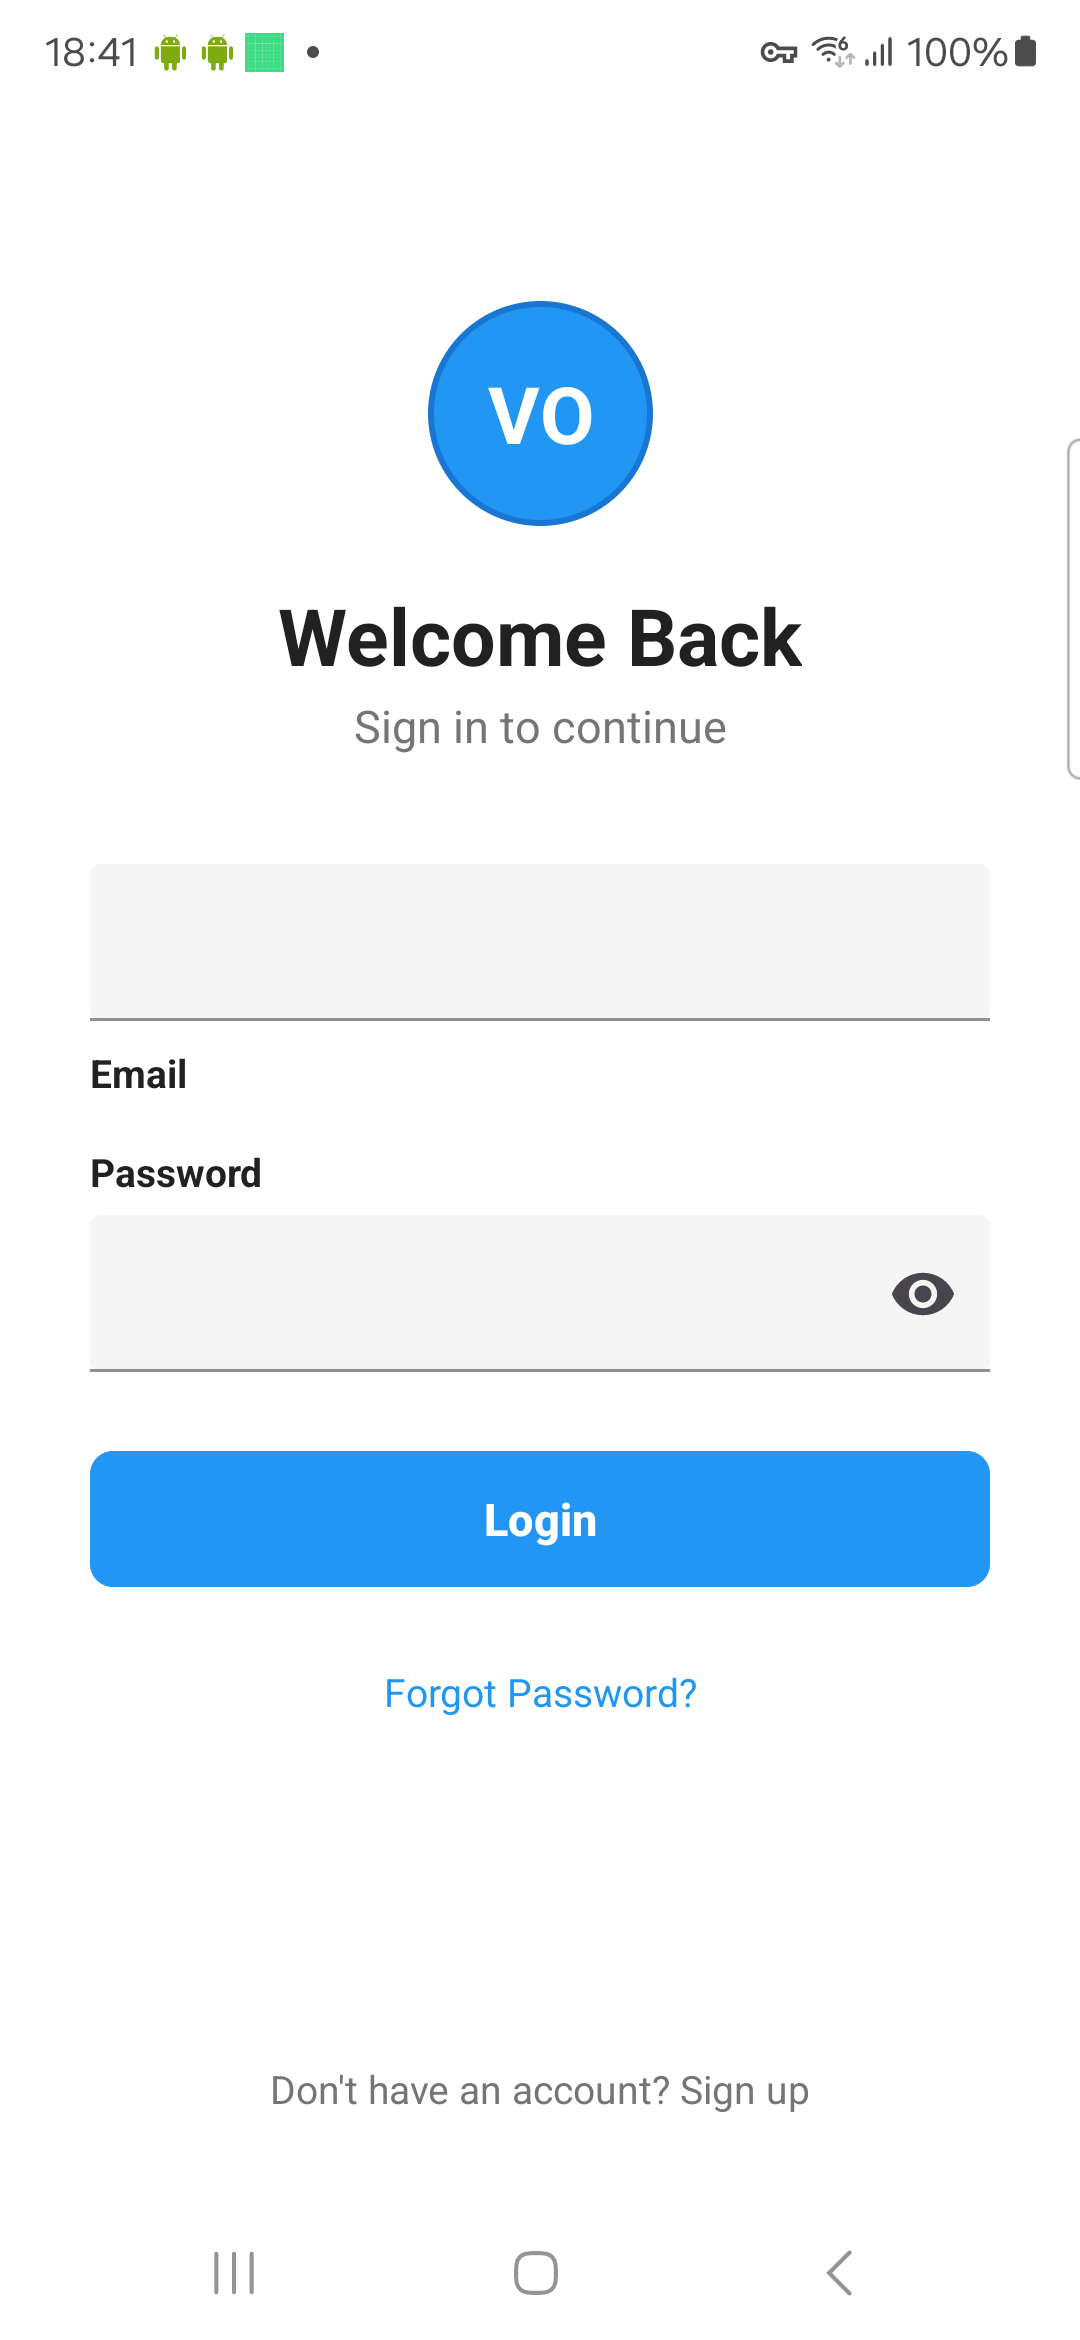 18:41 100%
VO
Welcome Back
Sign in to continue
Email
Password
Login
Forgot Password?
Don't have an account? Sign up